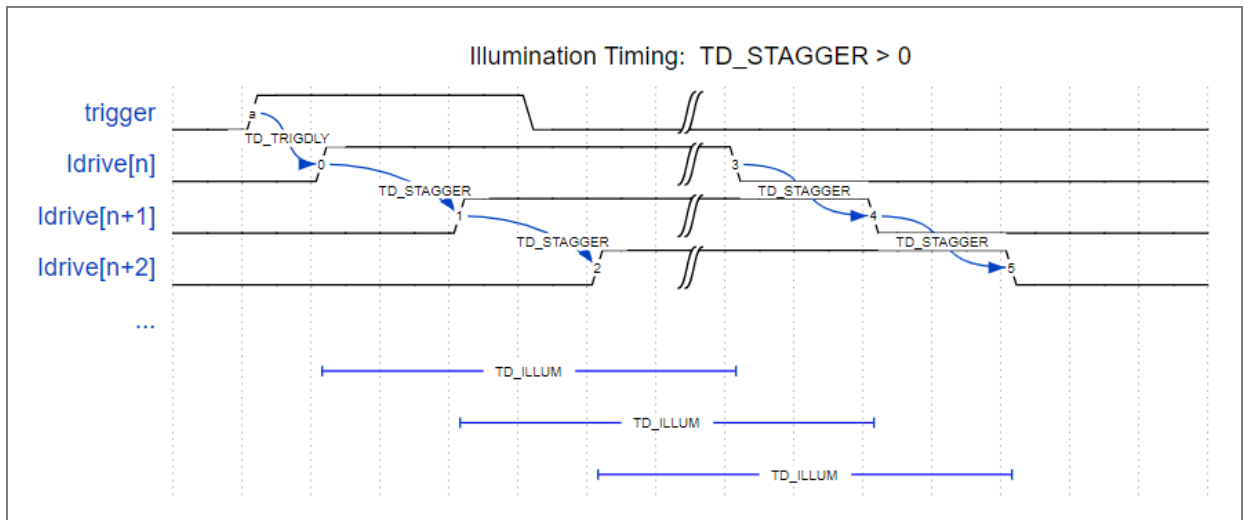 Illumination Timing: TD_STAGGER > 0
trigger
a
TD_TRIGDLY
Idrive[n]
0
3
TD_STAGGER
TD_STAGGER
Idrive[n+1]
1
4
TD_STAGGER
TD_STAGGER
Idrive[n+2]
2
5
...
TD_ILLUM
TD_ILLUM
TD_ILLUM